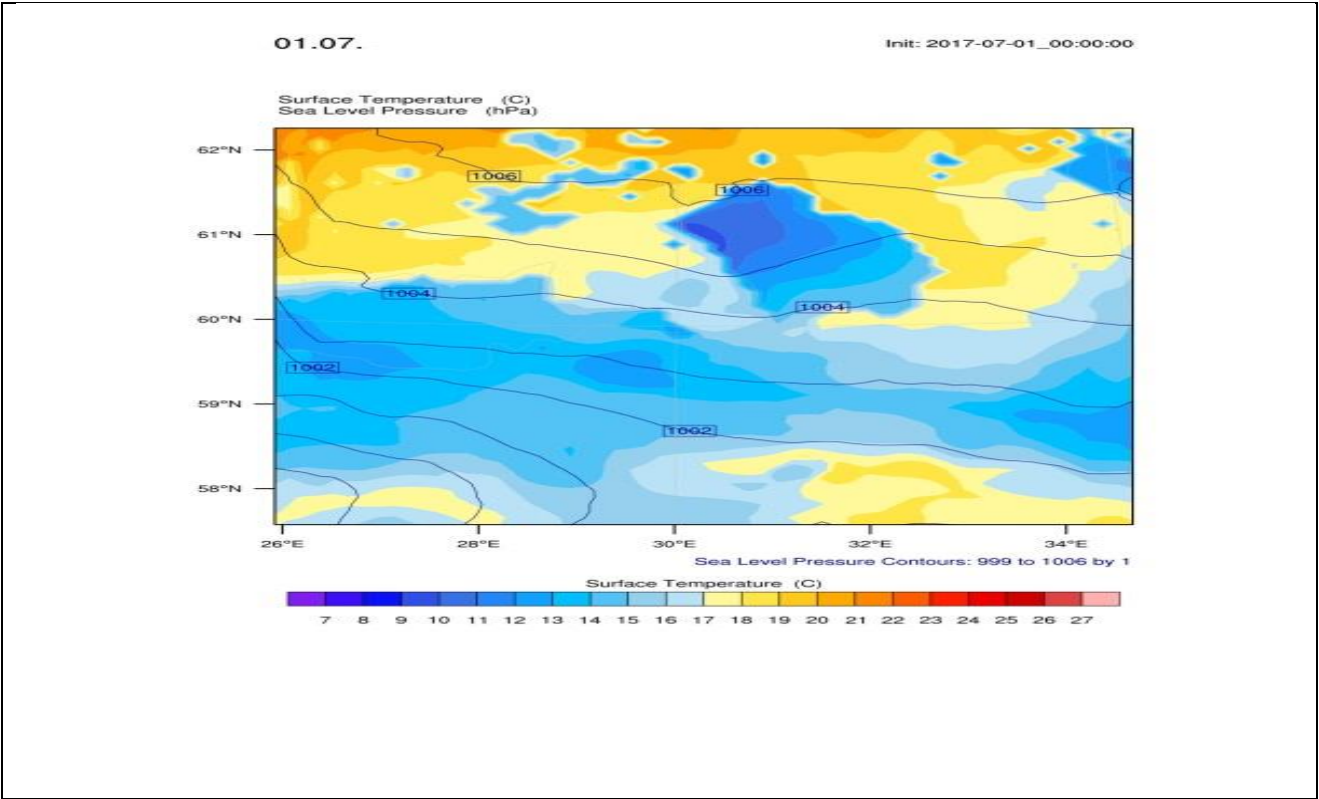 01.07.
Init: 2017-07-01_00:00:00
Surface Temperature (C)
Sea Level Pressure (hPa)
62°N
1006
1006
61°N
1004
1004
60°N
1002
59°N
1002
58°N
26°E 28°E 30°E 32°E 34°E
Sea Level Pressure Contours: 999 to 1006 by 1
Surface Temperature (C)
7 8 9 10 11 12 13 14 15 16 17 18 19 20 21 22 23 24 25 26 27